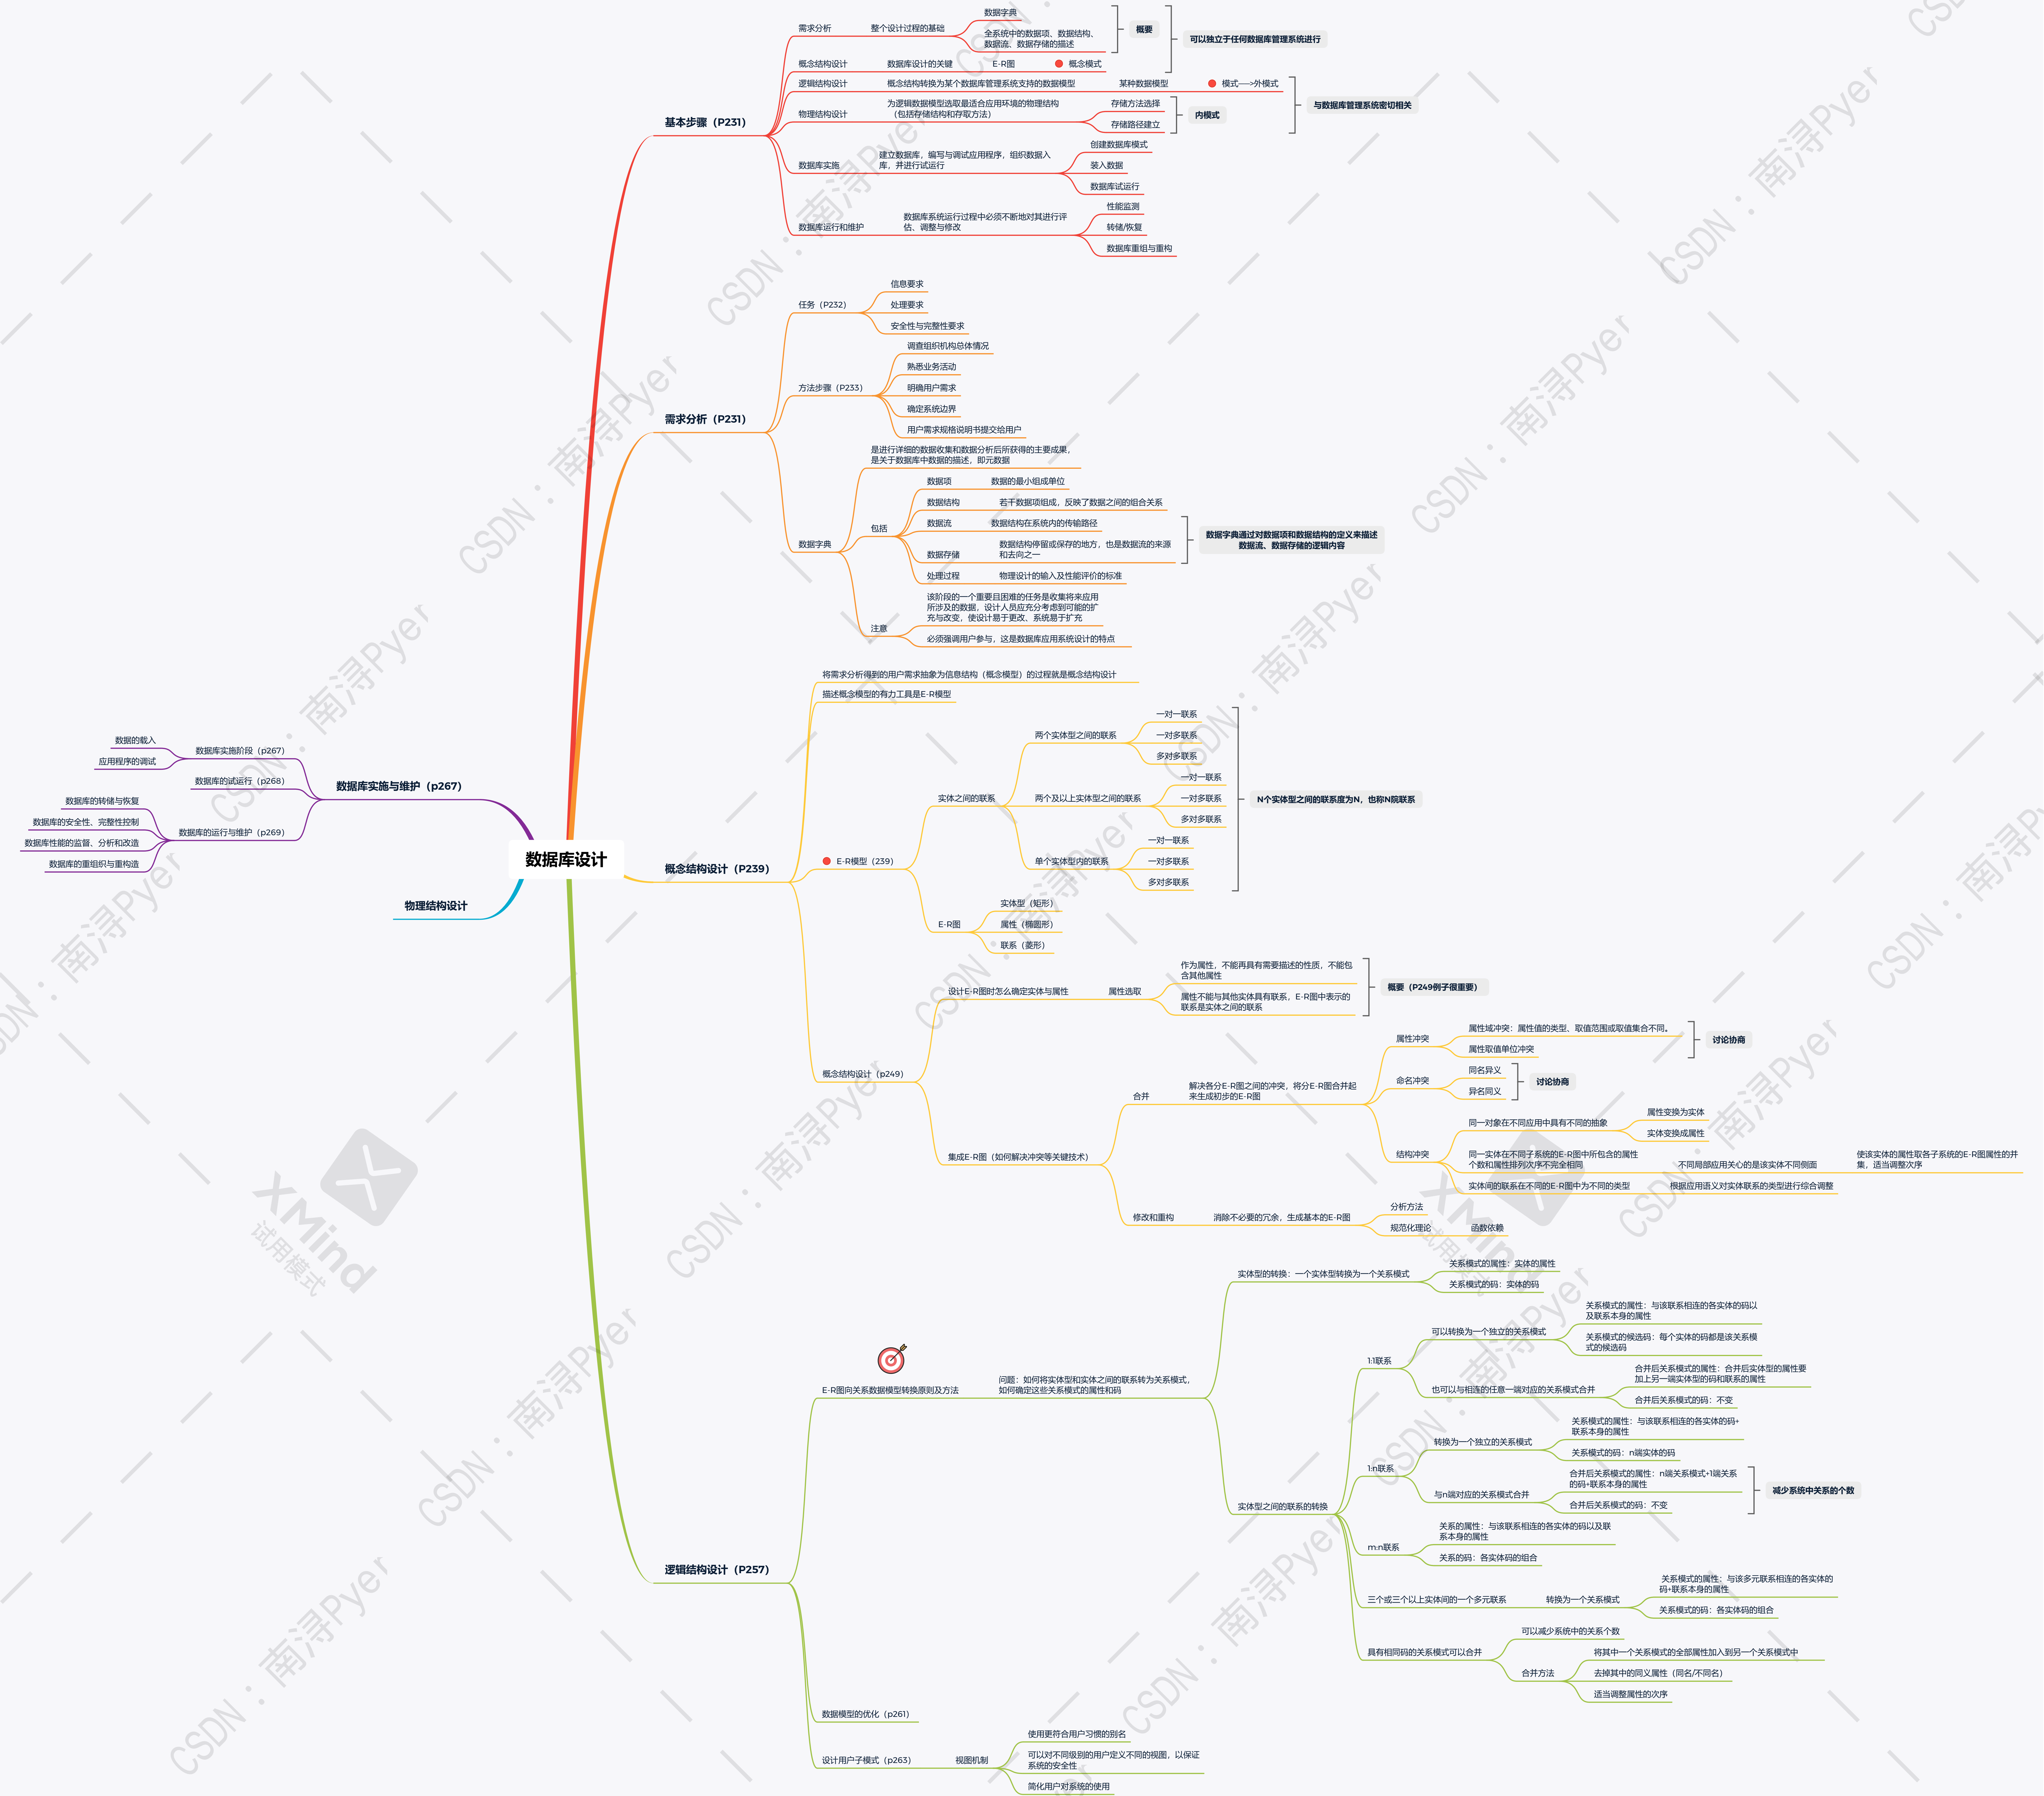 数据库设计
基本步骤（P231）
需求分析
整个设计过程的基础
数据字典
全系统中的数据项、数据结构、
数据流、数据存储的描述
概要
可以独立于任何数据库管理系统进行
概念结构设计
数据库设计的关键
E-R图
概念模式
逻辑结构设计
概念结构转换为某个数据库管理系统支持的数据模型
某种数据模型
模式——>外模式
与数据库管理系统密切相关
物理结构设计
为逻辑数据模型选取最适合应用环境的物理结构
（包括存储结构和存取方法）
存储方法选择
存储路径建立
内模式
数据库实施
建立数据库，编写与调试应用程序，组织数据入
库，并进行试运行
创建数据库模式
装入数据
数据库试运行
数据库运行和维护
数据库系统运行过程中必须不断地对其进行评
估、调整与修改
性能监测
转储/恢复
数据库重组与重构
需求分析（P231）
任务（P232）
信息要求
处理要求
安全性与完整性要求
方法步骤（P233）
调查组织机构总体情况
熟悉业务活动
明确用户需求
确定系统边界
用户需求规格说明书提交给用户
数据字典
是进行详细的数据收集和数据分析后所获得的主要成果，
是关于数据库中数据的描述，即元数据
包括
数据项
数据的最小组成单位
数据结构
若干数据项组成，反映了数据之间的组合关系
数据流
数据结构在系统内的传输路径
数据存储
数据结构停留或保存的地方，也是数据流的来源
和去向之一
处理过程
物理设计的输入及性能评价的标准
数据字典通过对数据项和数据结构的定义来描述
数据流、数据存储的逻辑内容
注意
该阶段的一个重要且困难的任务是收集将来应用
所涉及的数据，设计人员应充分考虑到可能的扩
充与改变，使设计易于更改、系统易于扩充
必须强调用户参与，这是数据库应用系统设计的特点
概念结构设计（P239）
将需求分析得到的用户需求抽象为信息结构（概念模型）的过程就是概念结构设计
描述概念模型的有力工具是E-R模型
E-R模型（239）
实体之间的联系
两个实体型之间的联系
一对一联系
一对多联系
多对多联系
两个及以上实体型之间的联系
一对一联系
一对多联系
多对多联系
单个实体型内的联系
一对一联系
一对多联系
多对多联系
N个实体型之间的联系度为N，也称N院联系
E-R图
实体型（矩形）
属性（椭圆形）
联系（菱形）
概念结构设计（p249）
设计E-R图时怎么确定实体与属性
属性选取
作为属性，不能再具有需要描述的性质，不能包
含其他属性
属性不能与其他实体具有联系，E-R图中表示的
联系是实体之间的联系
概要（P249例子很重要）
集成E-R图（如何解决冲突等关键技术）
合并
解决各分E-R图之间的冲突，将分E-R图合并起
来生成初步的E-R图
属性冲突
属性域冲突：属性值的类型、取值范围或取值集合不同。
属性取值单位冲突
讨论协商
命名冲突
同名异义
异名同义
讨论协商
结构冲突
同一对象在不同应用中具有不同的抽象
属性变换为实体
实体变换成属性
同一实体在不同子系统的E-R图中所包含的属性
个数和属性排列次序不完全相同
不同局部应用关心的是该实体不同侧面
使该实体的属性取各子系统的E-R图属性的并
集，适当调整次序
实体间的联系在不同的E-R图中为不同的类型
根据应用语义对实体联系的类型进行综合调整
修改和重构
消除不必要的冗余，生成基本的E-R图
分析方法
规范化理论
函数依赖
逻辑结构设计（P257）
E-R图向关系数据模型转换原则及方法
问题：如何将实体型和实体之间的联系转为关系模式，
如何确定这些关系模式的属性和码
实体型的转换：一个实体型转换为一个关系模式
关系模式的属性：实体的属性
关系模式的码：实体的码
实体型之间的联系的转换
1:1联系
可以转换为一个独立的关系模式
关系模式的属性：与该联系相连的各实体的码以
及联系本身的属性
关系模式的候选码：每个实体的码都是该关系模
式的候选码
也可以与相连的任意一端对应的关系模式合并
合并后关系模式的属性：合并后实体型的属性要
加上另一端实体型的码和联系的属性
合并后关系模式的码：不变
1:n联系
转换为一个独立的关系模式
关系模式的属性：与该联系相连的各实体的码+
联系本身的属性
关系模式的码：n端实体的码
与n端对应的关系模式合并
合并后关系模式的属性：n端关系模式+1端关系
的码+联系本身的属性
合并后关系模式的码：不变
减少系统中关系的个数
m:n联系
关系的属性：与该联系相连的各实体的码以及联
系本身的属性
关系的码：各实体码的组合
三个或三个以上实体间的一个多元联系
转换为一个关系模式
关系模式的属性：与该多元联系相连的各实体的
码+联系本身的属性
关系模式的码：各实体码的组合
具有相同码的关系模式可以合并
可以减少系统中的关系个数
合并方法
将其中一个关系模式的全部属性加入到另一个关系模式中
去掉其中的同义属性（同名/不同名）
适当调整属性的次序
数据模型的优化（p261）
设计用户子模式（p263）
视图机制
使用更符合用户习惯的别名
可以对不同级别的用户定义不同的视图，以保证
系统的安全性
简化用户对系统的使用
物理结构设计
数据库实施与维护（p267）
数据库实施阶段（p267）
数据的载入
应用程序的调试
数据库的试运行（p268）
数据库的运行与维护（p269）
数据库的转储与恢复
数据库的安全性、完整性控制
数据库性能的监督、分析和改造
数据库的重组织与重构造
CSDN：南浔Pyer
XMind
试用模式